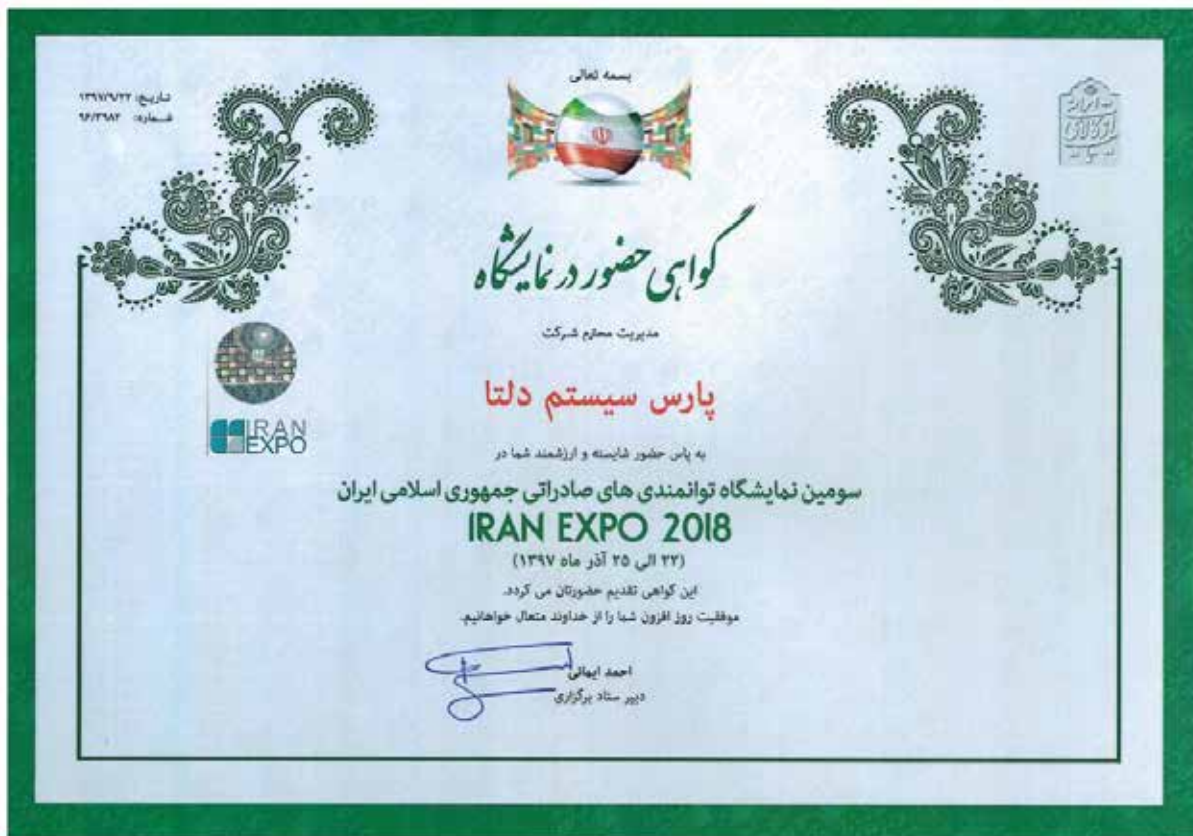 بسمه تعالی
تاریخ: ۱۳۹۷/۹/۲۲
شماره: ۹۶/۳۹۸۲
گواهی حضور در نمایشگاه
مدیریت محترم شرکت
پارس سیستم دلتا
IRAN
EXPO
به پاس حضور شایسته و ارزشمند شما در
سومین نمایشگاه توانمندی های صادراتی جمهوری اسلامی ایران
IRAN EXPO 2018
(۲۲ الی ۲۵ آذر ماه ۱۳۹۷)
این گواهی تقدیم حضورتان می گردد.
موفقیت روز افزون شما را از خداوند متعال خواهانیم.
احمد ایمانی
دبیر ستاد برگزاری